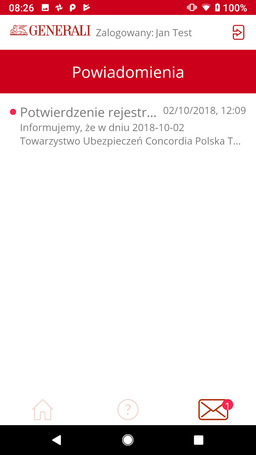 08:26
100%
GENERALI
Zalogowany: Jan Test
Powiadomienia
Potwierdzenie rejestr... 02/10/2018, 12:09
Informujemy, że w dniu 2018-10-02
Towarzystwo Ubezpieczeń Concordia Polska T...
?
1